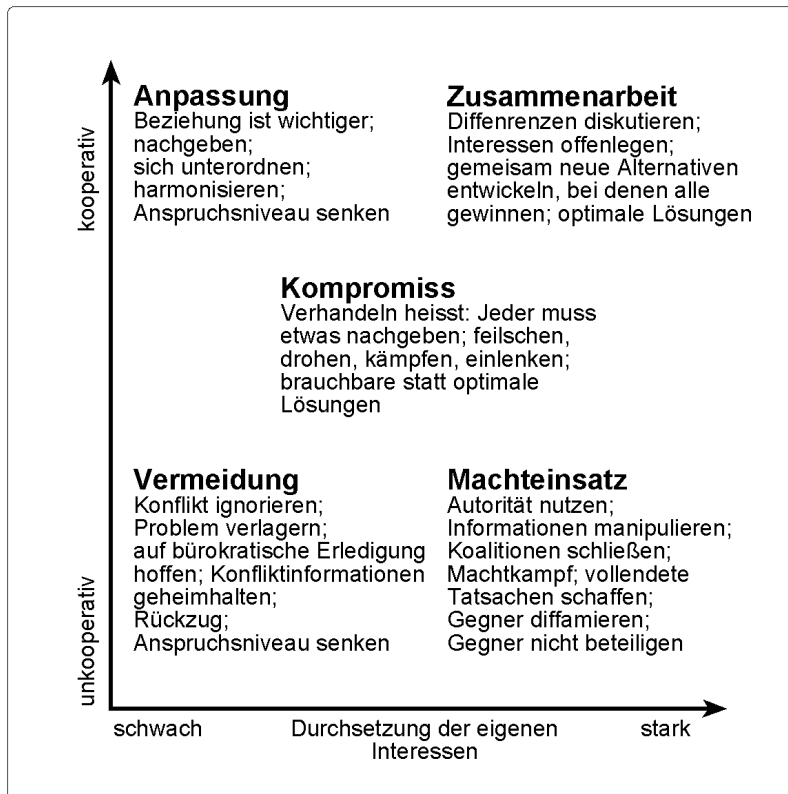 kooperativ
Anpassung
Beziehung ist wichtiger;
nachgeben;
sich unterordnen;
harmonisieren;
Anspruchsniveau senken
Zusammenarbeit
Diffenrenzen diskutieren;
Interessen offenlegen;
gemeinsam neue Alternativen
entwickeln, bei denen alle
gewinnen; optimale Lösungen
Kompromiss
Verhandeln heisst: Jeder muss
etwas nachgeben; feilschen,
drohen, kämpfen, einlenken;
brauchbare statt optimale
Lösungen
unkooperativ
Vermeidung
Konflikt ignorieren;
Problem verlagern;
auf bürokratische Erledigung
hoffen; Konfliktinformationen
geheimhalten;
Rückzug;
Anspruchsniveau senken
Machteinsatz
Autorität nutzen;
Informationen manipulieren;
Koalitionen schließen;
Machtkampf; vollendete
Tatsachen schaffen;
Gegner diffamieren;
Gegner nicht beteiligen
schwach
Durchsetzung der eigenen
Interessen
stark